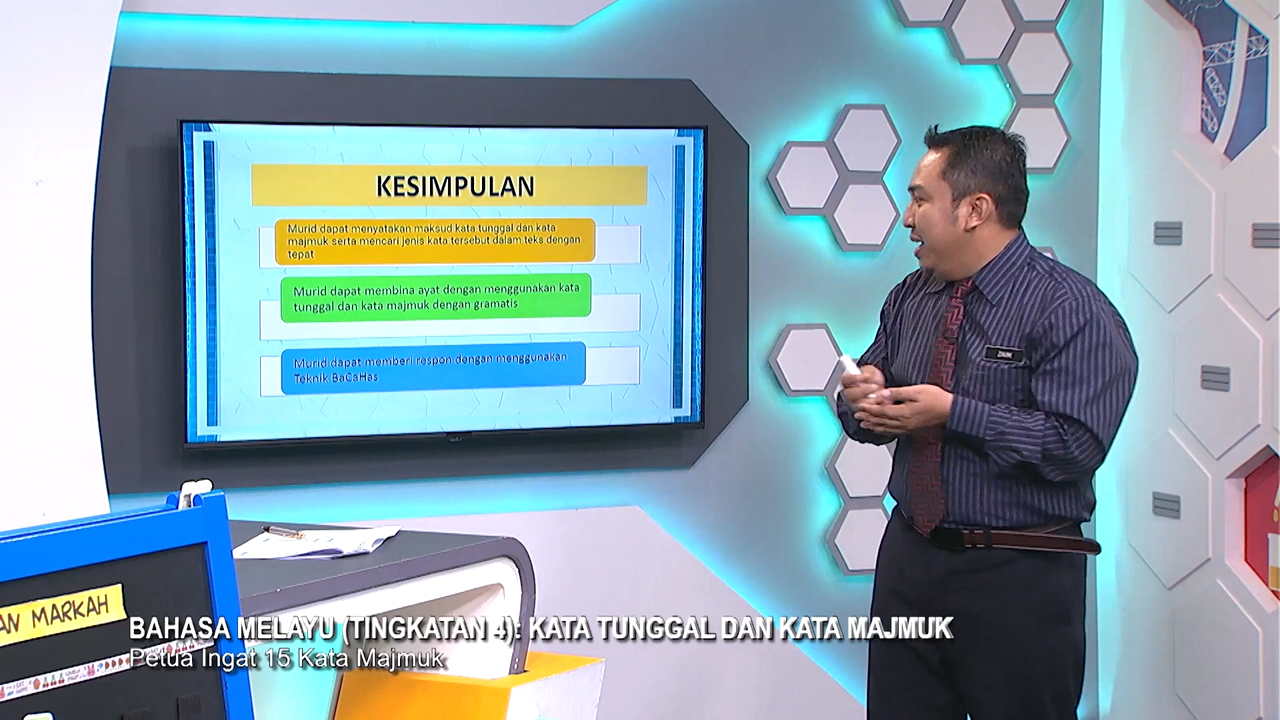 KESIMPULAN
Murid dapat menyatakan maksud kata tunggal dan kata
majmuk serta mencari jenis kata tersebut dalam teks dengan
tepat
Murid dapat membina ayat dengan menggunakan kata
tunggal dan kata majmuk dengan gramatis
Murid dapat memberi respon dengan menggunakan
Teknik BaCaHas
AN MARKAH
BAHASA MELAYU (TINGKATAN 4): KATA TUNGGAL DAN KATA MAJMUK
Petua Ingat 15 Kata Majmuk